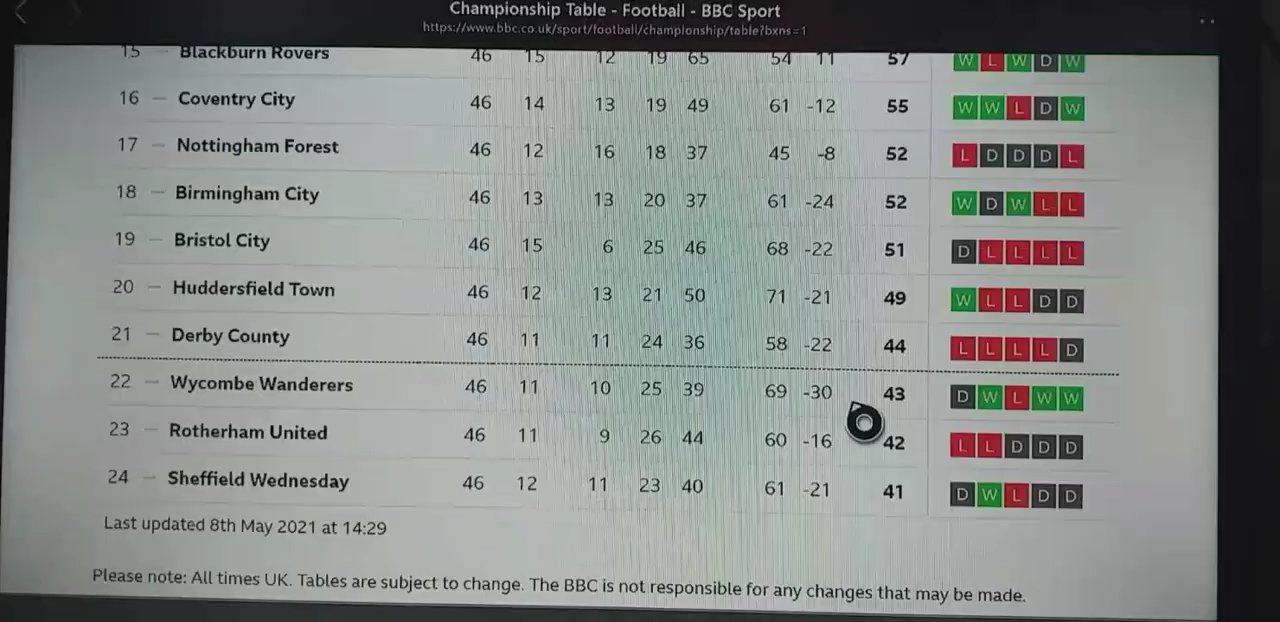 Championship Table - Football - BBC Sport
https://www.bbc.co.uk/sport/football/championship/table?bxns=1
15 Blackburn Rovers 46 15 12 19 65 54 11 57 W L W D W
16 — Coventry City 46 14 13 19 49 61 -12 55 W W L D W
17 — Nottingham Forest 46 12 16 18 37 45 -8 52 L D D D L
18 — Birmingham City 46 13 13 20 37 61 -24 52 W D W L L
19 — Bristol City 46 15 6 25 46 68 -22 51 D L L L L
20 — Huddersfield Town 46 12 13 21 50 71 -21 49 W L L D D
21 — Derby County 46 11 11 24 36 58 -22 44 L L L L D
22 — Wycombe Wanderers 46 11 10 25 39 69 -30 43 D W L W W
23 — Rotherham United 46 11 9 26 44 60 -16 42 L L D D D
24 — Sheffield Wednesday 46 12 11 23 40 61 -21 41 D W L D D
Last updated 8th May 2021 at 14:29
Please note: All times UK. Tables are subject to change. The BBC is not responsible for any changes that may be made.